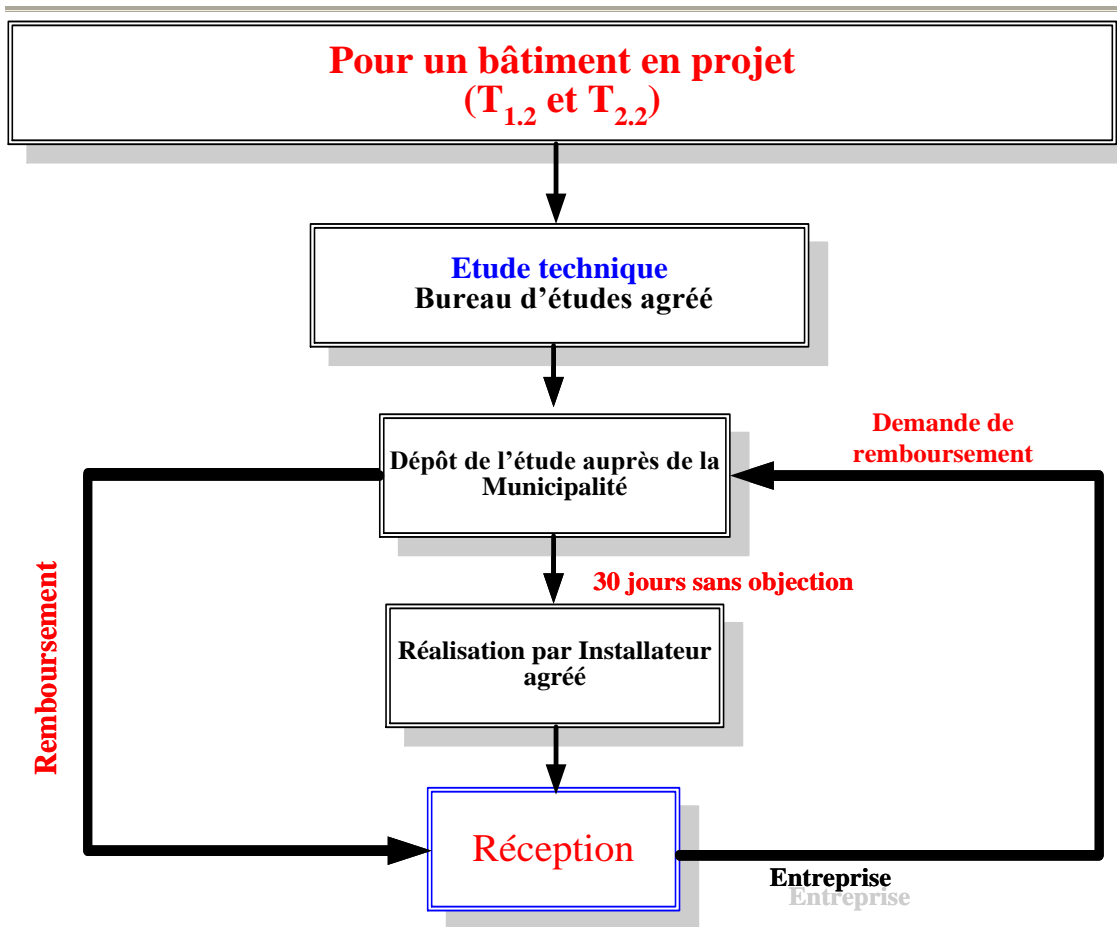 Pour un bâtiment en projet
(T1.2 et T2.2)
Etude technique
Bureau d'études agréé
Demande de
remboursement
Dépôt de l'étude auprès de la
Municipalité
30 jours sans objection
Remboursement
Réalisation par Installateur
agréé
Réception
Entreprise